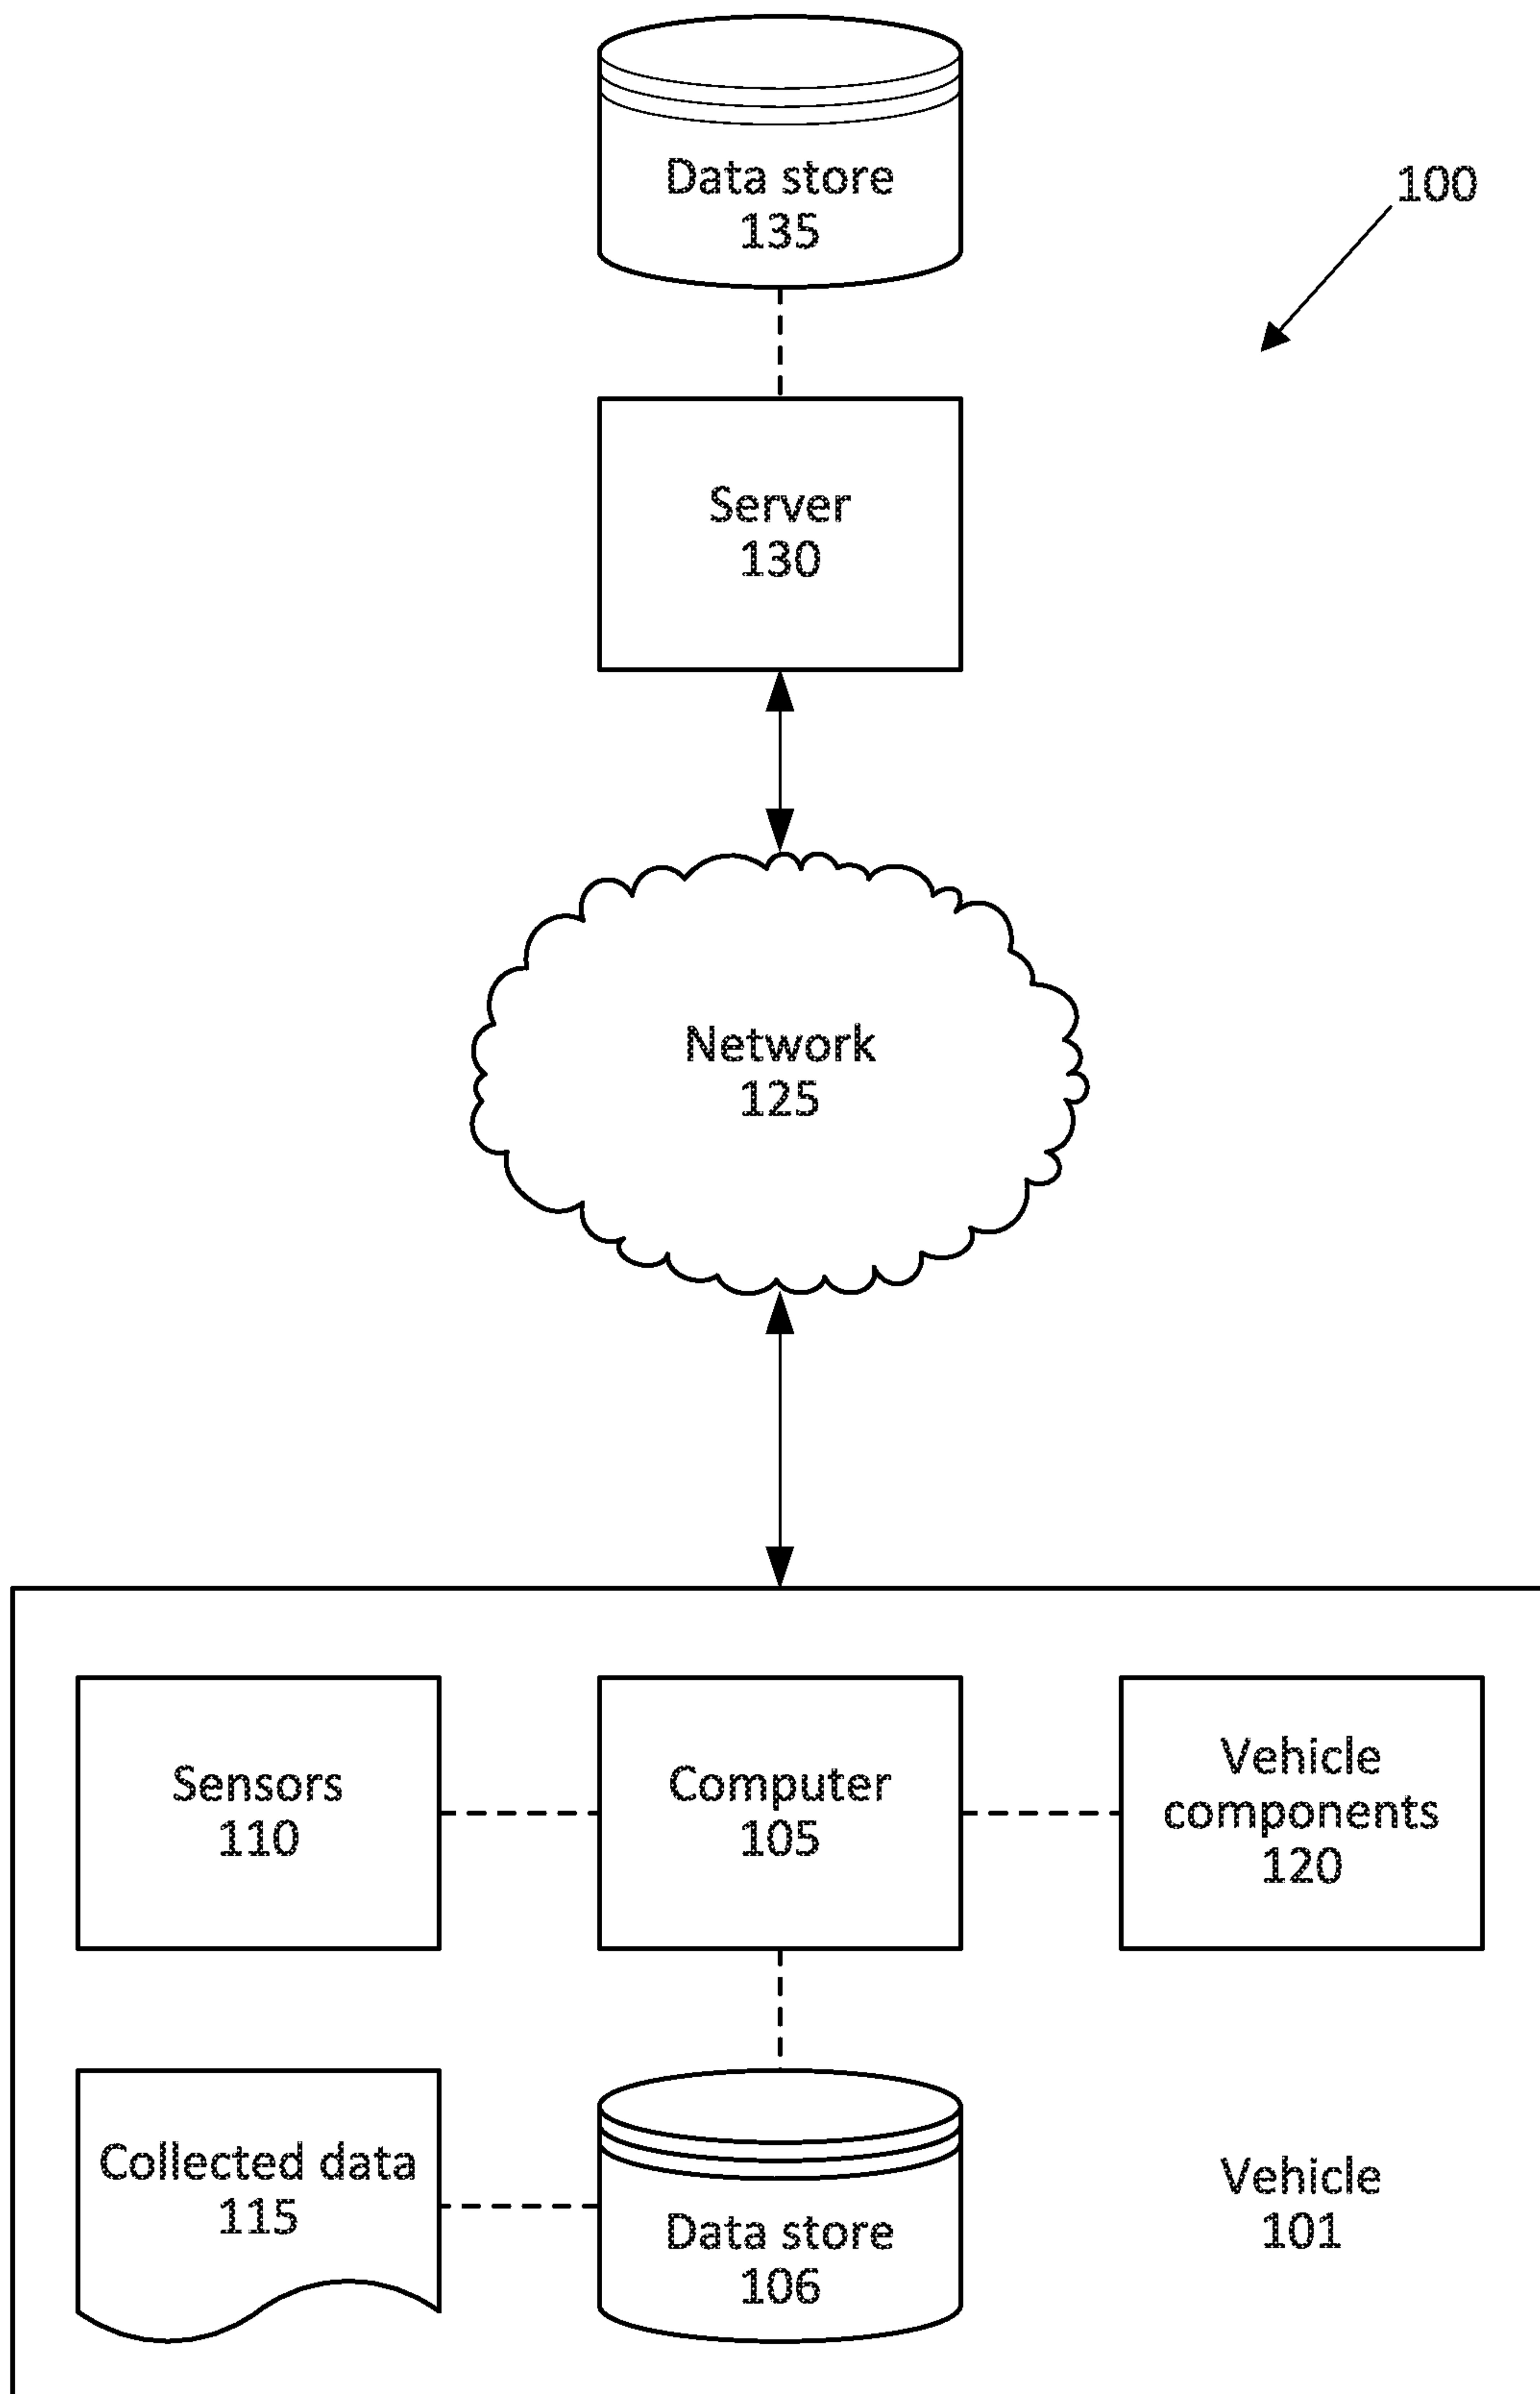 Data store
135
100
Server
130
Network
125
Sensors
110
Computer
105
Vehicle
components
120
Collected data
115
Data store
106
Vehicle
101